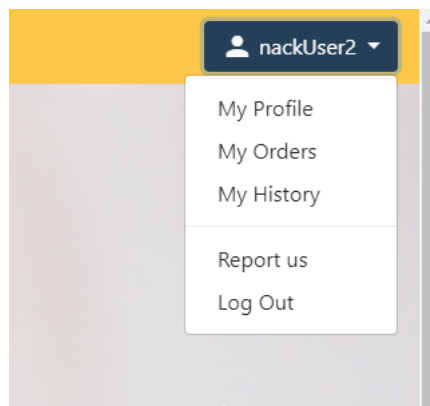 nackUser2
My Profile
My Orders
My History
Report us
Log Out